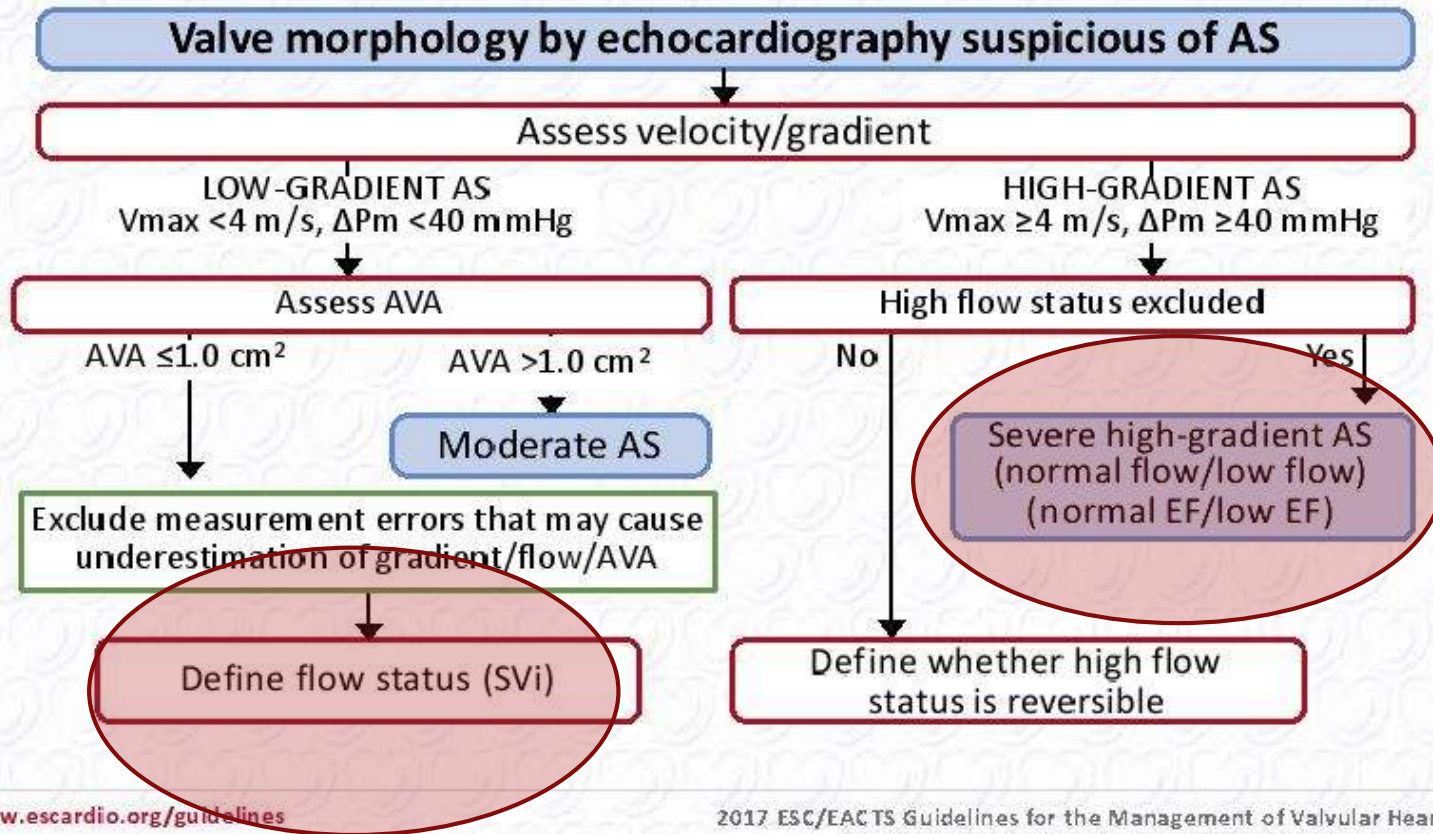 Valve morphology by echocardiography suspicious of AS
Assess velocity/gradient
LOW-GRADIENT AS
Vmax <4 m/s, ΔPm <40 mmHg
HIGH-GRADIENT AS
Vmax ≥4 m/s, ΔPm ≥40 mmHg
Assess AVA
High flow status excluded
AVA ≤1.0 cm²
AVA >1.0 cm²
No
Yes
Moderate AS
Severe high-gradient AS
(normal flow/low flow)
(normal EF/low EF)
Exclude measurement errors that may cause
underestimation of gradient/flow/AVA
Define flow status (SVi)
Define whether high flow
status is reversible
w.escardio.org/guidelines
2017 ESC/EACTS Guidelines for the Management of Valvular Hear